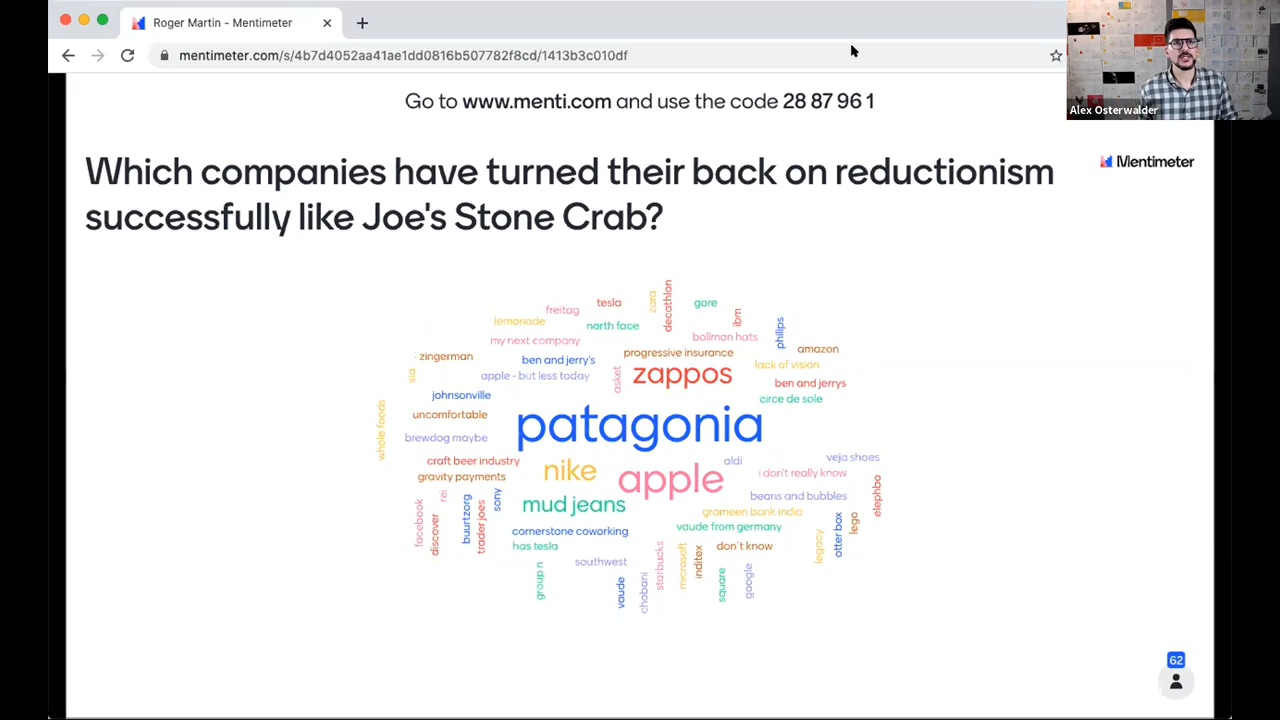 Roger Martin - Mentimeter
mentimeter.com/s/4b7d4052aa41ae1dd0816b507782f8cd/1413b3c010df
Alex Osterwalder
Go to www.menti.com and use the code 28 87 96 1
Mentimeter
Which companies have turned their back on reductionism
successfully like Joe's Stone Crab?
tesla
zara
decathlon
gore
freitag
ibm
lemonade
north face
philips
my next company
bollman hats
amazon
zingerman
ben and jerry's
progressive insurance
lack of vision
sia
apple - but less today
asket
zappos
ben and jerrys
johnsonville
circe de sole
whole foods
uncomfortable
patagonia
brewdog maybe
craft beer industry
nike
apple
aldi
veja shoes
gravity payments
i don't really know
elephbo
rei
sony
mud jeans
beans and bubbles
facebook
discover
buurtzorg
trader joes
grameen bank india
otter box
lego
cornerstone coworking
vaude from germany
legacy
has tesla
don´t know
group n
southwest
starbucks
microsoft
inditex
vaude
chobani
square
google
62